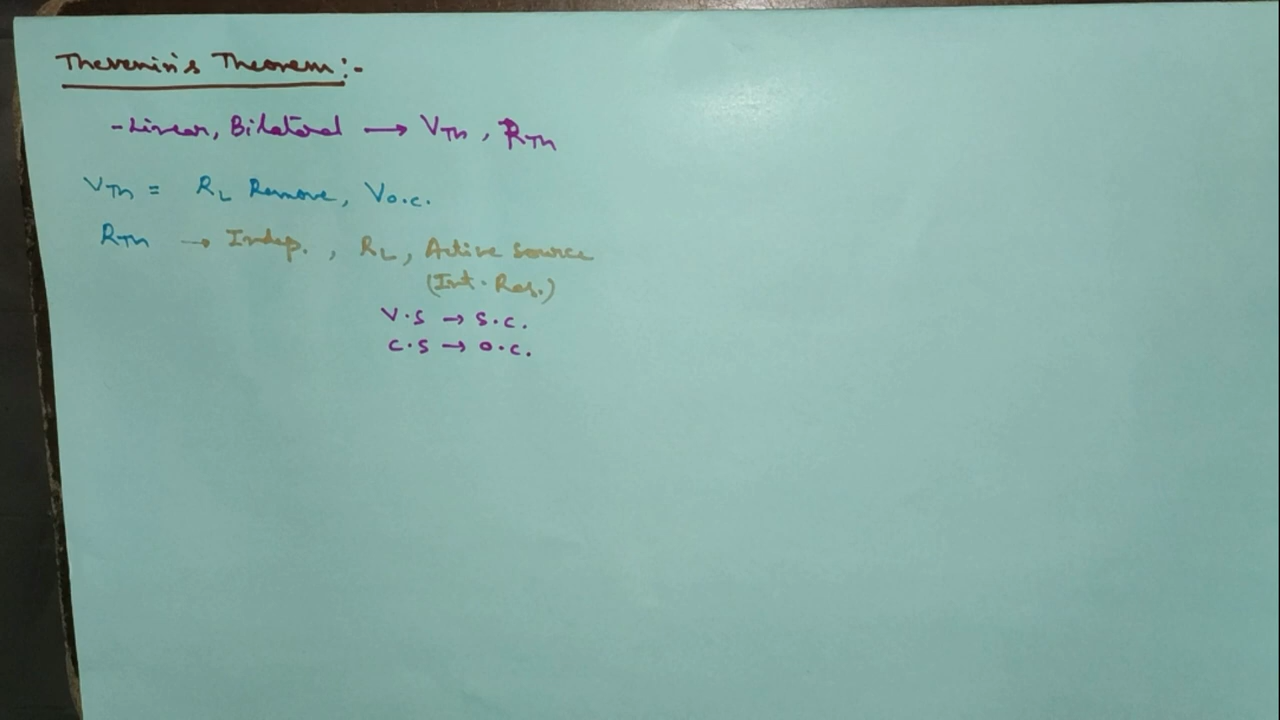 Thevenin's Theorem :-
- Linear, Bilateral → VTh, RTh
VTh = RL Remove, Vo.c.
RTh → Indep., RL, Active Source
(Int. Res.)
V.S → S.C.
C.S → O.C.